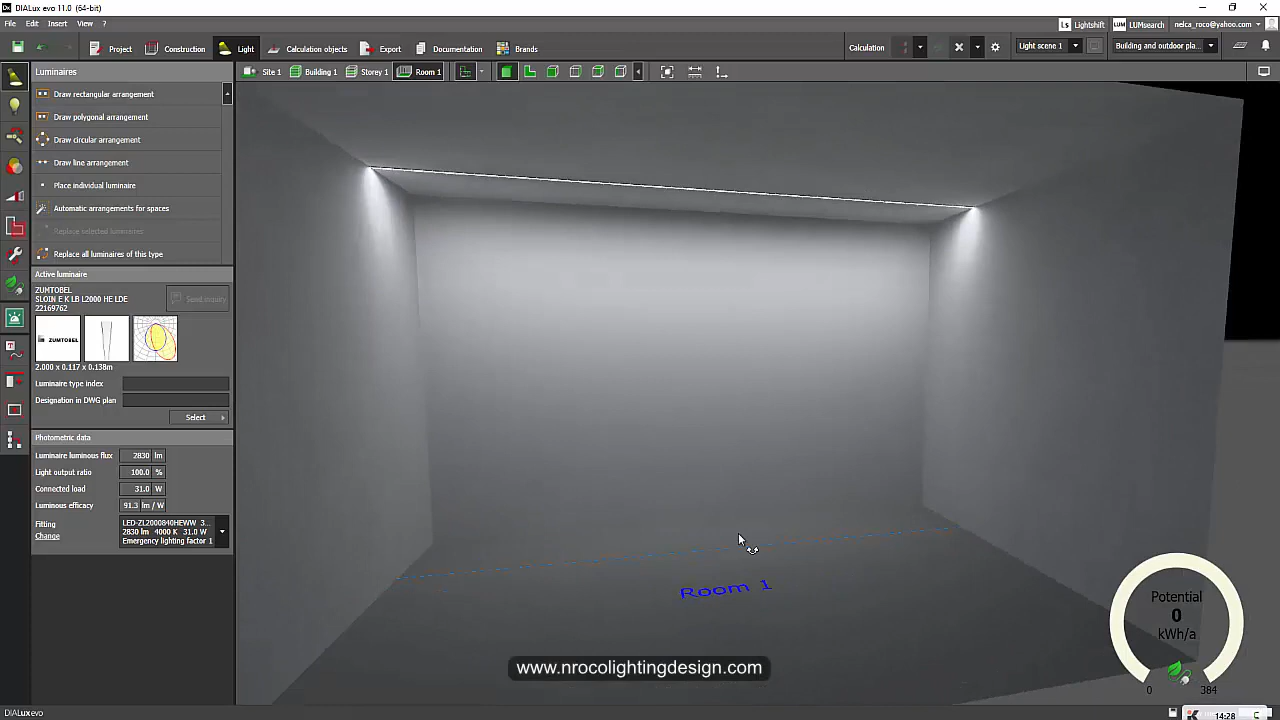 DIALux evo 11.0 (64-bit)
File Edit Insert View ?
Ls Lightshift LUM LUMsearch nelca_roco@yahoo.com
Project Construction Light Calculation objects Export Documentation Brands
Calculation Light scene 1 Building and outdoor pla...
Luminaires
Site 1 Building 1 Storey 1 Room 1
Draw rectangular arrangement
Draw polygonal arrangement
Draw circular arrangement
Draw line arrangement
Place individual luminaire
Automatic arrangements for spaces
Replace selected luminaires
Replace all luminaires of this type
Active luminaire
ZUMTOBEL
SLOIN E K LB L2000 HE LDE
22169762
Send inquiry
ZUMTOBEL
2.000 x 0.117 x 0.138m
Luminaire type index
Designation in DWG plan
Select
Photometric data
Luminaire luminous flux 2830 lm
Light output ratio 100.0 %
Connected load 31.0 W
Luminous efficacy 91.3 lm / W
Fitting LED-ZL2000840HEWW 3...
Change 2830 lm 4000 K 31.0 W
Emergency lighting factor 1
Room 1
Potential
0
kWh/a
0 384
www.nrocolightingdesign.com
DIALux evo
14:28